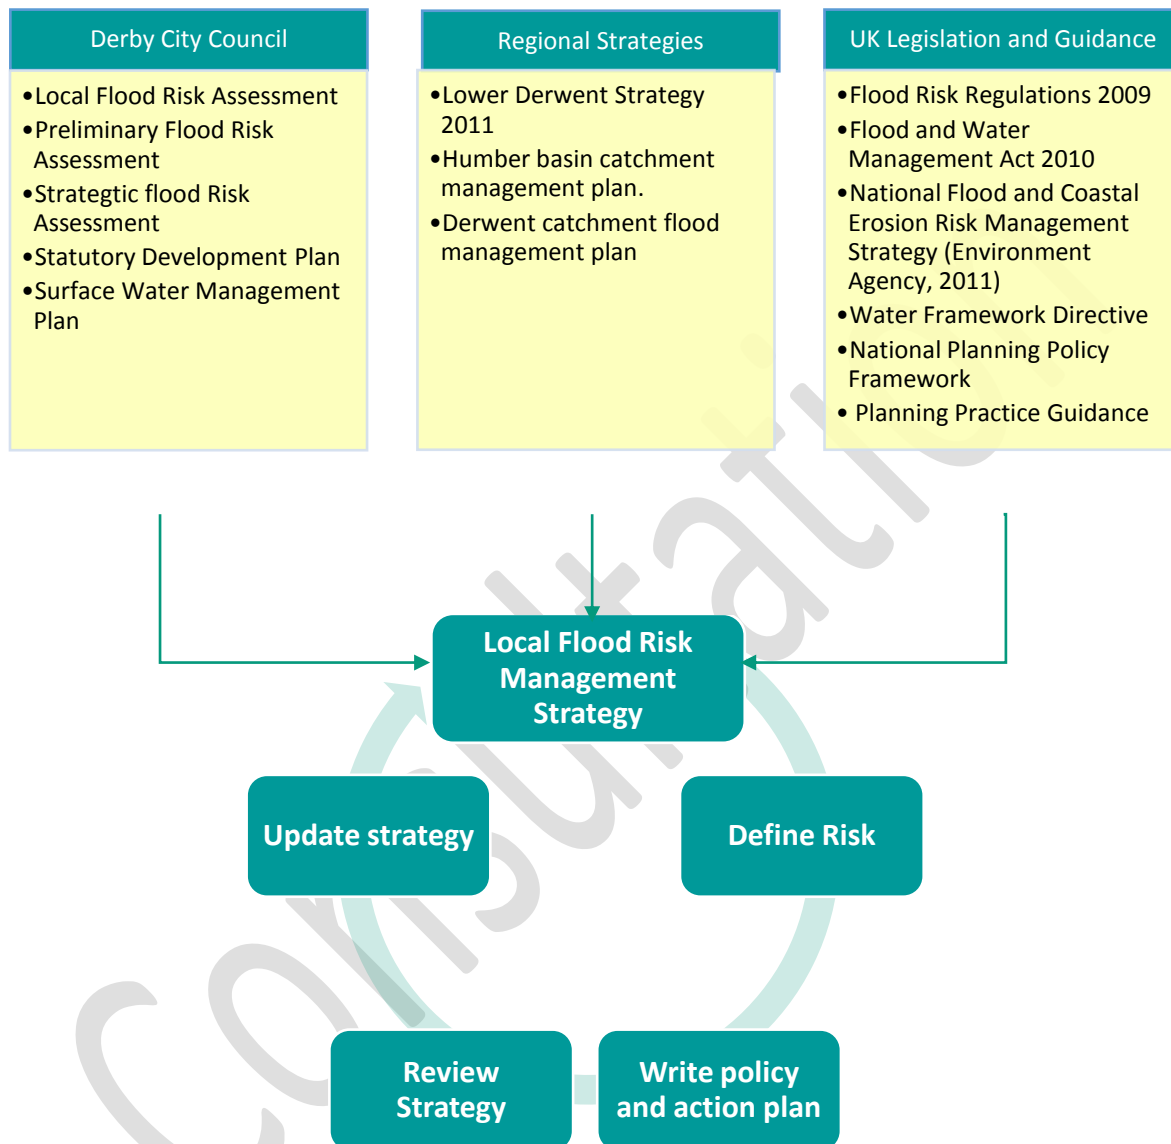 Derby City Council
•Local Flood Risk Assessment
•Preliminary Flood Risk
Assessment
•Strategtic flood Risk
Assessment
•Statutory Development Plan
•Surface Water Management
Plan
Regional Strategies
•Lower Derwent Strategy
2011
•Humber basin catchment
management plan.
•Derwent catchment flood
management plan
UK Legislation and Guidance
•Flood Risk Regulations 2009
•Flood and Water
Management Act 2010
•National Flood and Coastal
Erosion Risk Management
Strategy (Environment
Agency, 2011)
•Water Framework Directive
•National Planning Policy
Framework
• Planning Practice Guidance
Local Flood Risk
Management
Strategy
Define Risk
Write policy
and action plan
Review
Strategy
Update strategy
Consultation